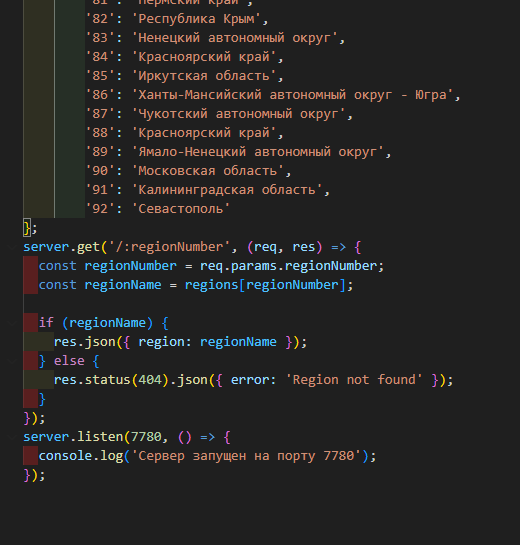 '81': 'Пермский край',
'82': 'Республика Крым',
'83': 'Ненецкий автономный округ',
'84': 'Красноярский край',
'85': 'Иркутская область',
'86': 'Ханты-Мансийский автономный округ - Югра',
'87': 'Чукотский автономный округ',
'88': 'Красноярский край',
'89': 'Ямало-Ненецкий автономный округ',
'90': 'Московская область',
'91': 'Калининградская область',
'92': 'Севастополь'
};
server.get('/:regionNumber', (req, res) => {
const regionNumber = req.params.regionNumber;
const regionName = regions[regionNumber];
if (regionName) {
res.json({ region: regionName });
} else {
res.status(404).json({ error: 'Region not found' });
}
});
server.listen(7780, () => {
console.log('Сервер запущен на порту 7780');
});